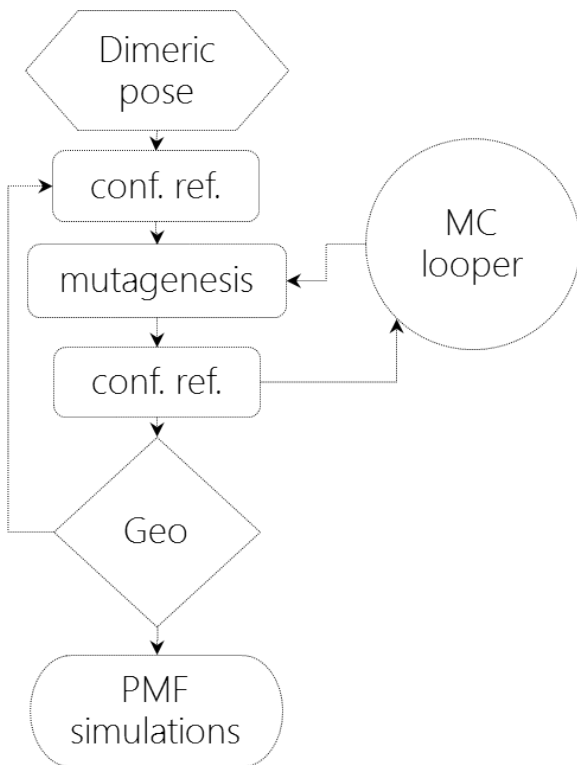 Dimeric
pose
conf. ref.
mutagenesis
MC
looper
conf. ref.
Geo
PMF
simulations